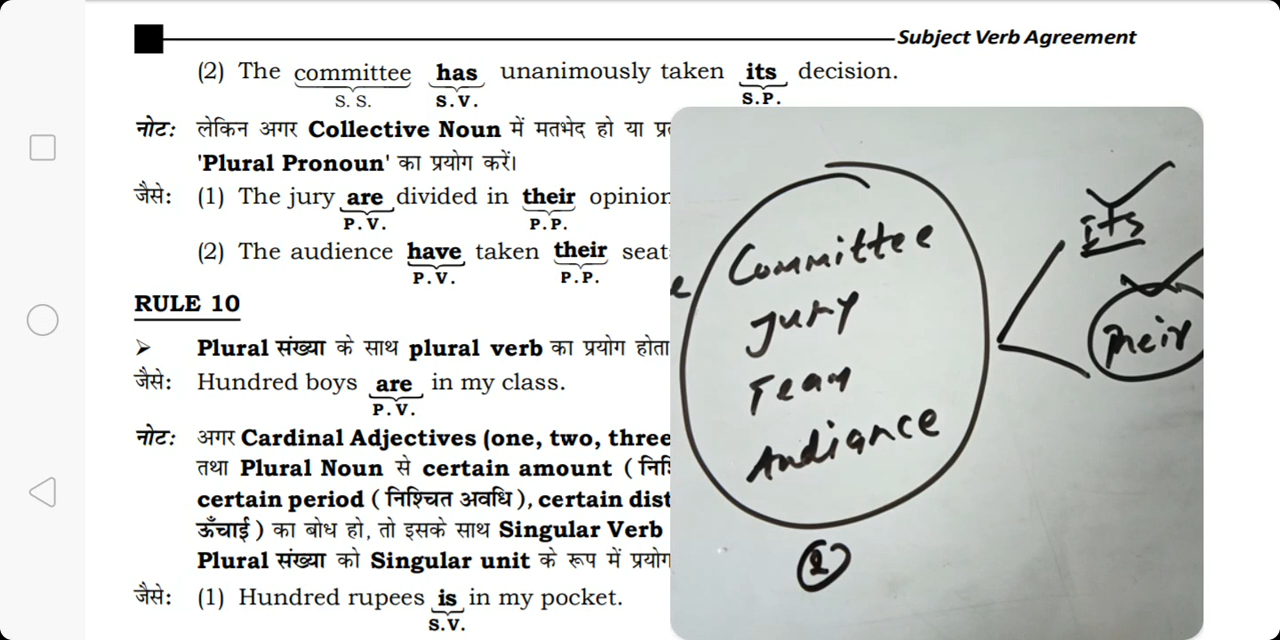 Subject Verb Agreement
(2) The committee has unanimously taken its decision.
S. S. S.V. S.P.
नोट: लेकिन अगर Collective Noun में मतभेद हो या
'Plural Pronoun' का प्रयोग करें।
जैसे: (1) The jury are divided in their opinion
P.V. P.P.
(2) The audience have taken their seat
P.V. P.P.
RULE 10
➤ Plural संख्या के साथ plural verb का प्रयोग होता
जैसे: Hundred boys are in my class.
P.V.
नोट: अगर Cardinal Adjectives (one, two, three
तथा Plural Noun से certain amount (
certain period (निश्चित अवधि), certain dist
ऊँचाई) का बोध हो, तो इसके साथ Singular Verb
Plural संख्या को Singular unit के रूप में प्रयोग
जैसे: (1) Hundred rupees is in my pocket.
S.V.
Committee
Jury
Team
Audiance
its
their